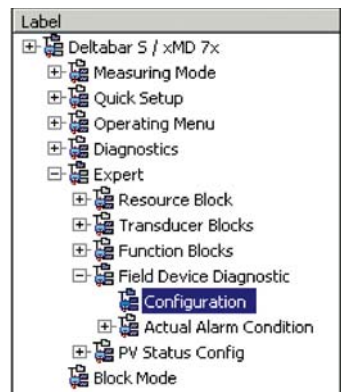 Label
Deltabar S / xMD 7x
Measuring Mode
Quick Setup
Operating Menu
Diagnostics
Expert
Resource Block
Transducer Blocks
Function Blocks
Field Device Diagnostic
Configuration
Actual Alarm Condition
PV Status Config
Block Mode